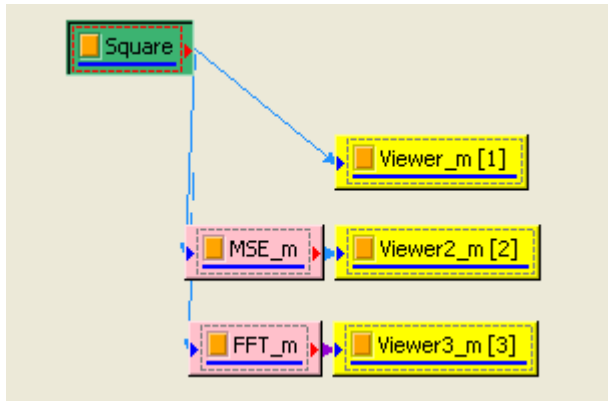 Square
Viewer_m [1]
MSE_m
Viewer2_m [2]
FFT_m
Viewer3_m [3]